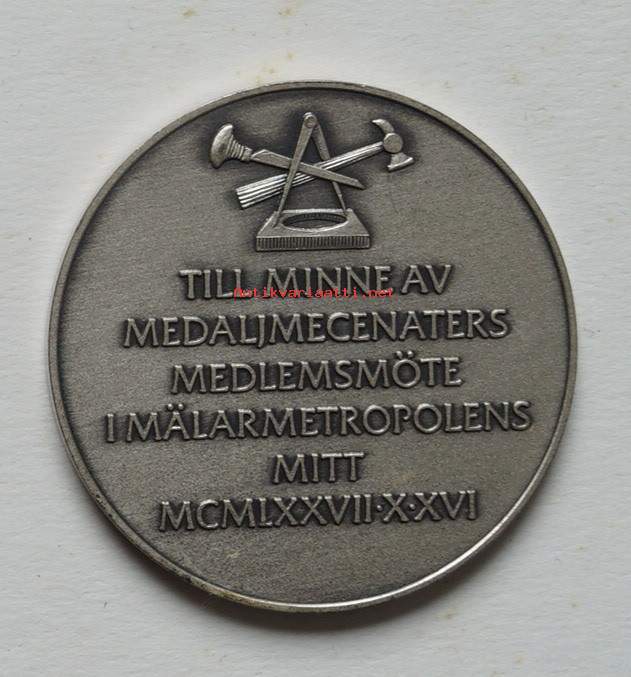 TILL MINNE AV
Antikvariaatti.net
MEDALJMECENATERS
MEDLEMSMÖTE
I MÄLARMETROPOLENS
MITT
MCMLXXVII·X·XVI